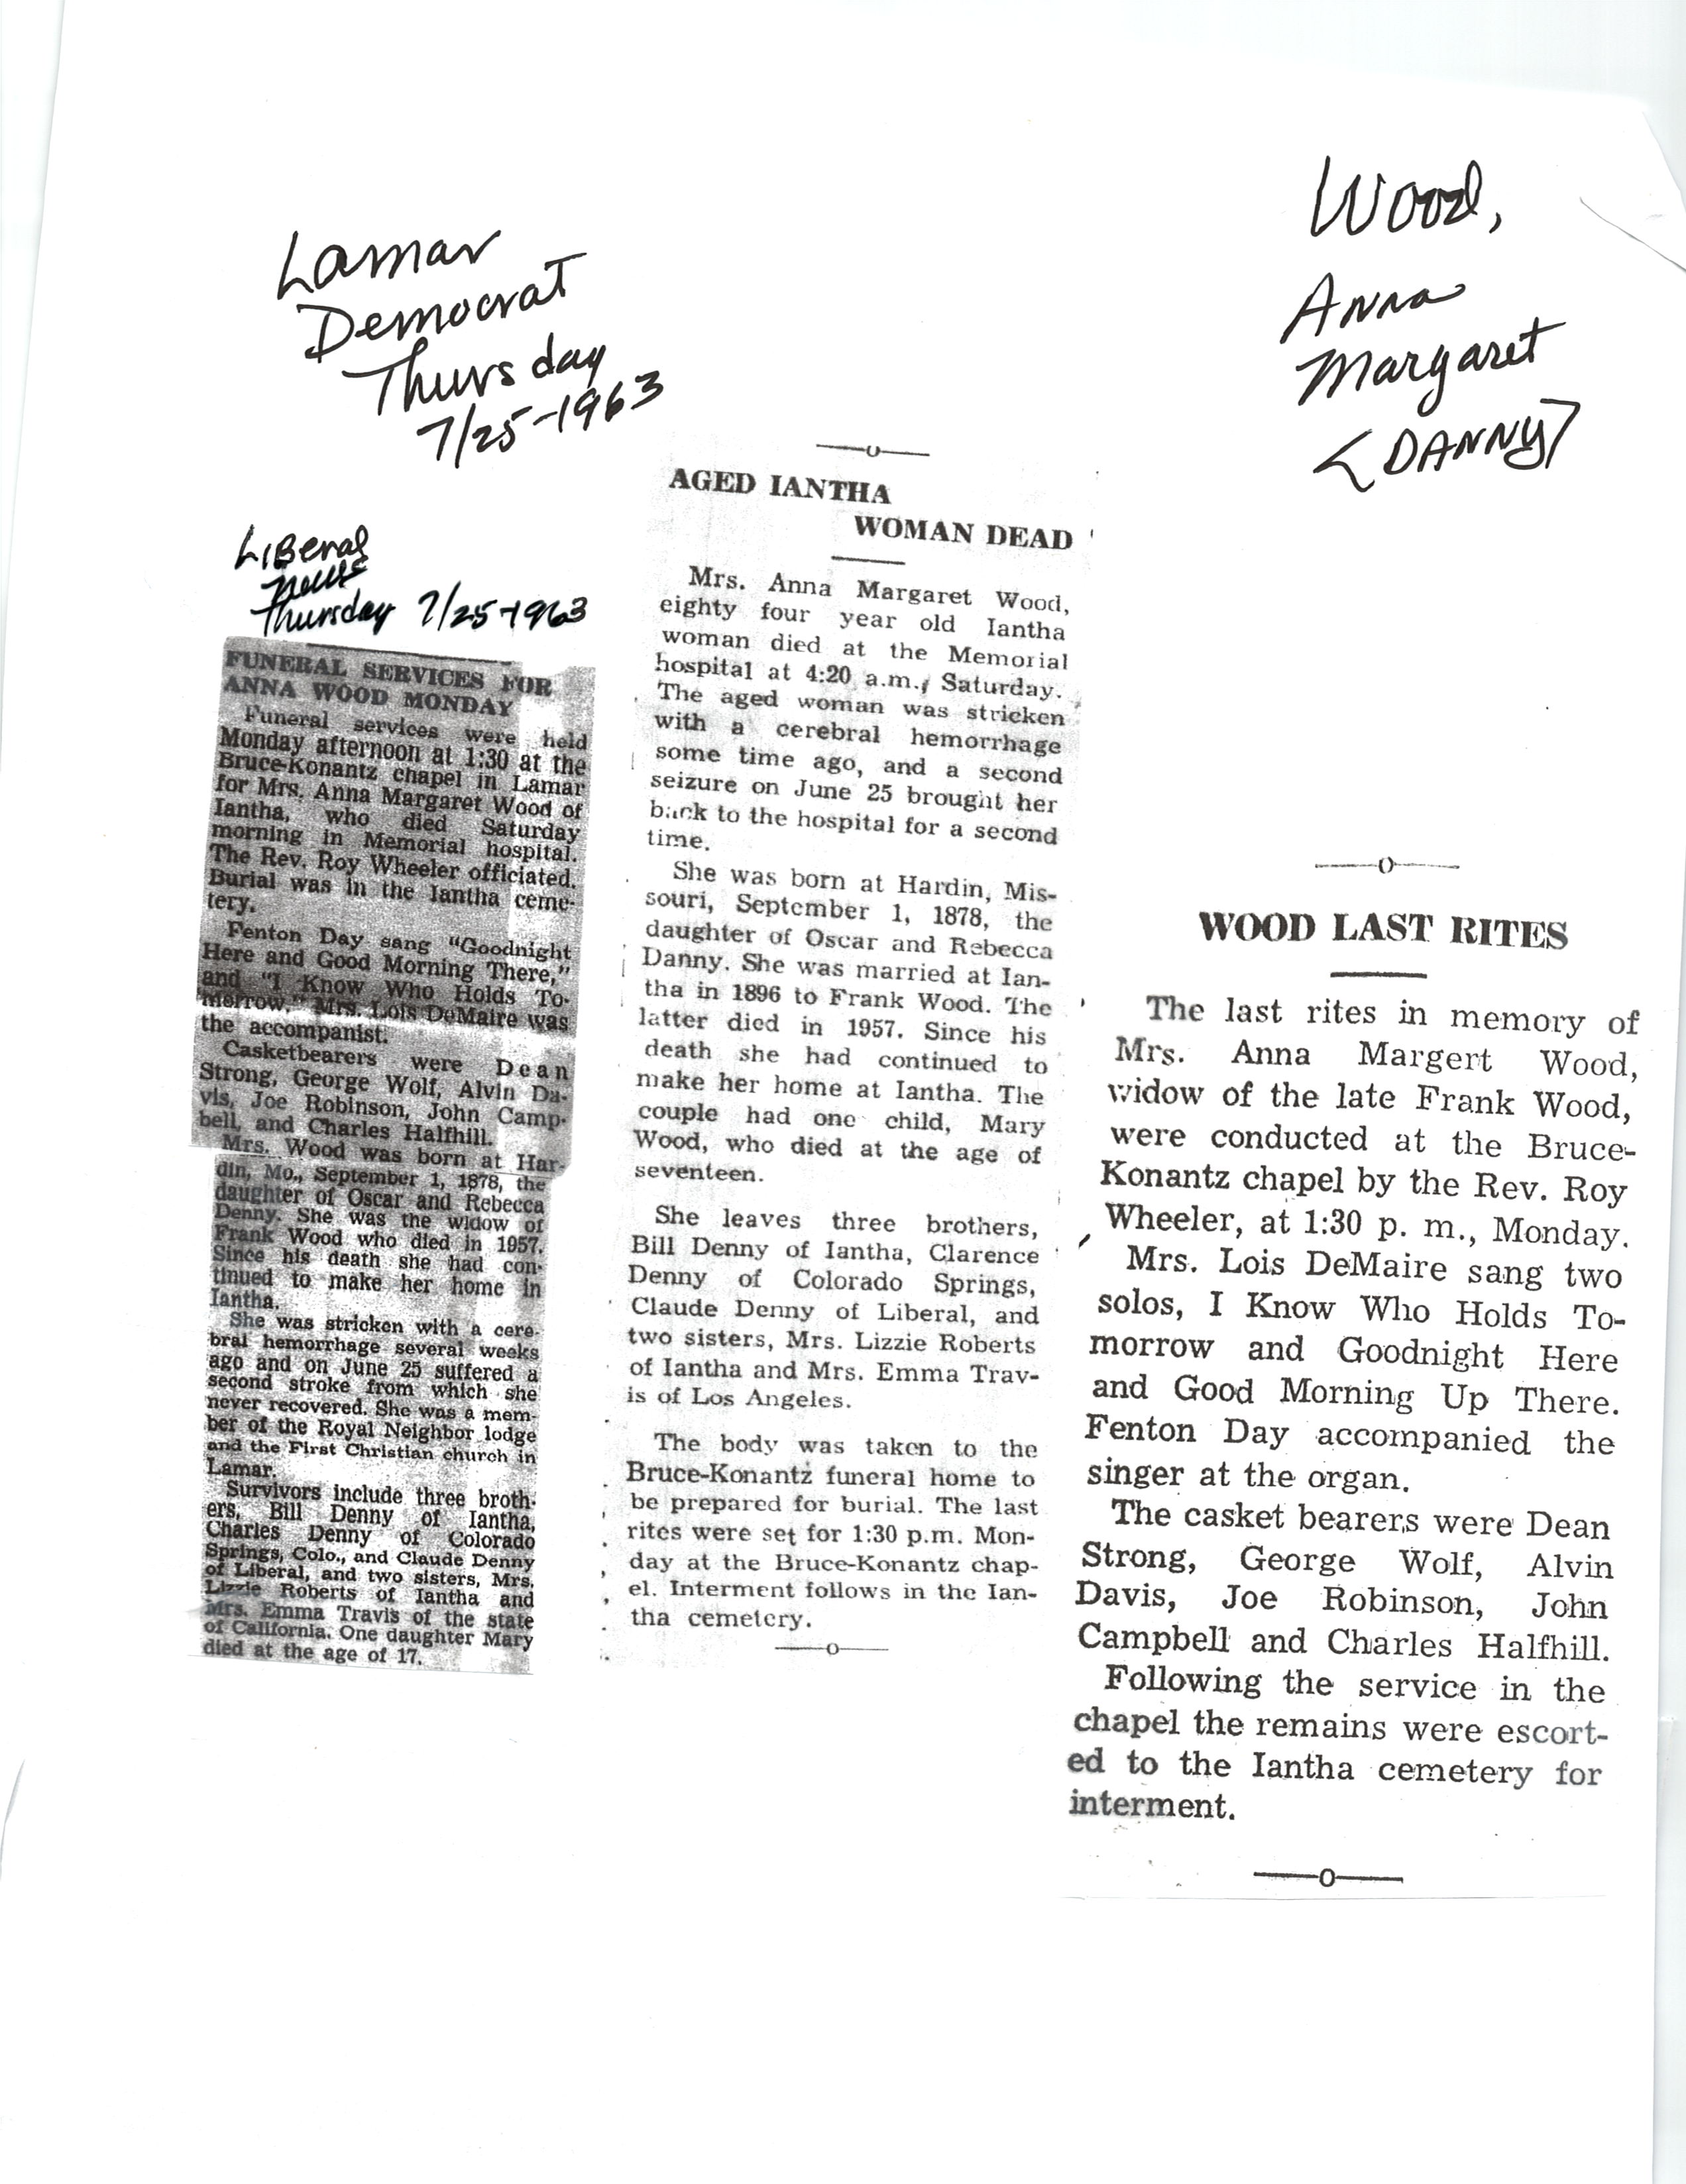 Lamar
Democrat
Thursday
7/25-1963
Wood,
Anna
Margaret
<DANNY>
Liberal
News
Thursday 7/25-1963
FUNERAL SERVICES FOR
ANNA WOOD MONDAY
Funeral services were held
Monday afternoon at 1:30 at the
Bruce-Konantz chapel in Lamar
for Mrs. Anna Margaret Wood of
Iantha, who died Saturday
morning in Memorial hospital.
The Rev. Roy Wheeler officiated.
Burial was in the Iantha ceme-
tery.
Fenton Day sang "Goodnight
Here and Good Morning There,"
and "I Know Who Holds To-
morrow." Mrs. Lois DeMaire was
the accompanist.
Casketbearers were Dean
Strong, George Wolf, Alvin Da-
vis, Joe Robinson, John Camp-
bell, and Charles Halfhill.
Mrs. Wood was born at Har-
din, Mo., September 1, 1878, the
daughter of Oscar and Rebecca
Denny. She was the widow of
Frank Wood who died in 1957.
Since his death she had con-
tinued to make her home in
Iantha.
She was stricken with a cere-
bral hemorrhage several weeks
ago and on June 25 suffered a
second stroke from which she
never recovered. She was a mem-
ber of the Royal Neighbor lodge
and the First Christian church in
Lamar.
Survivors include three broth-
ers, Bill Denny of Iantha,
Charles Denny of Colorado
Springs, Colo., and Claude Denny
of Liberal, and two sisters, Mrs.
Lizzie Roberts of Iantha and
Mrs. Emma Travis of the state
of California. One daughter Mary
died at the age of 17.
AGED IANTHA
WOMAN DEAD
Mrs. Anna Margaret Wood,
eighty four year old Iantha
woman died at the Memorial
hospital at 4:20 a.m., Saturday.
The aged woman was stricken
with a cerebral hemorrhage
some time ago, and a second
seizure on June 25 brought her
back to the hospital for a second
time.
She was born at Hardin, Mis-
souri, September 1, 1878, the
daughter of Oscar and Rebecca
Danny. She was married at Ian-
tha in 1896 to Frank Wood. The
latter died in 1957. Since his
death she had continued to
make her home at Iantha. The
couple had one child, Mary
Wood, who died at the age of
seventeen.
She leaves three brothers,
Bill Denny of Iantha, Clarence
Denny of Colorado Springs,
Claude Denny of Liberal, and
two sisters, Mrs. Lizzie Roberts
of Iantha and Mrs. Emma Trav-
is of Los Angeles.
The body was taken to the
Bruce-Konantz funeral home to
be prepared for burial. The last
rites were set for 1:30 p.m. Mon-
day at the Bruce-Konantz chap-
el. Interment follows in the Ian-
tha cemetery.
WOOD LAST RITES
The last rites in memory of
Mrs. Anna Margert Wood,
widow of the late Frank Wood,
were conducted at the Bruce-
Konantz chapel by the Rev. Roy
Wheeler, at 1:30 p. m., Monday.
Mrs. Lois DeMaire sang two
solos, I Know Who Holds To-
morrow and Goodnight Here
and Good Morning Up There.
Fenton Day accompanied the
singer at the organ.
The casket bearers were Dean
Strong, George Wolf, Alvin
Davis, Joe Robinson, John
Campbell and Charles Halfhill.
Following the service in the
chapel the remains were escort-
ed to the Iantha cemetery for
interment.